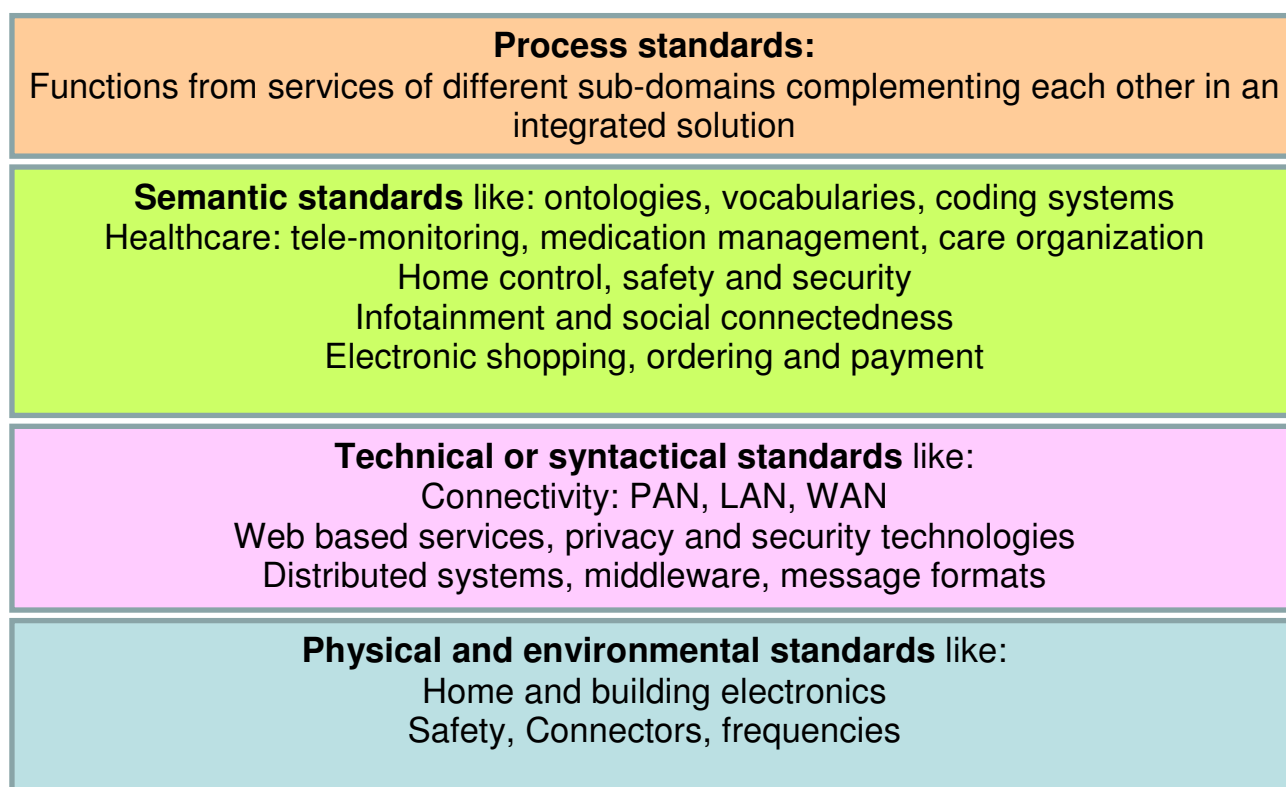 Process standards:
Functions from services of different sub-domains complementing each other in an
integrated solution
Semantic standards like: ontologies, vocabularies, coding systems
Healthcare: tele-monitoring, medication management, care organization
Home control, safety and security
Infotainment and social connectedness
Electronic shopping, ordering and payment
Technical or syntactical standards like:
Connectivity: PAN, LAN, WAN
Web based services, privacy and security technologies
Distributed systems, middleware, message formats
Physical and environmental standards like:
Home and building electronics
Safety, Connectors, frequencies